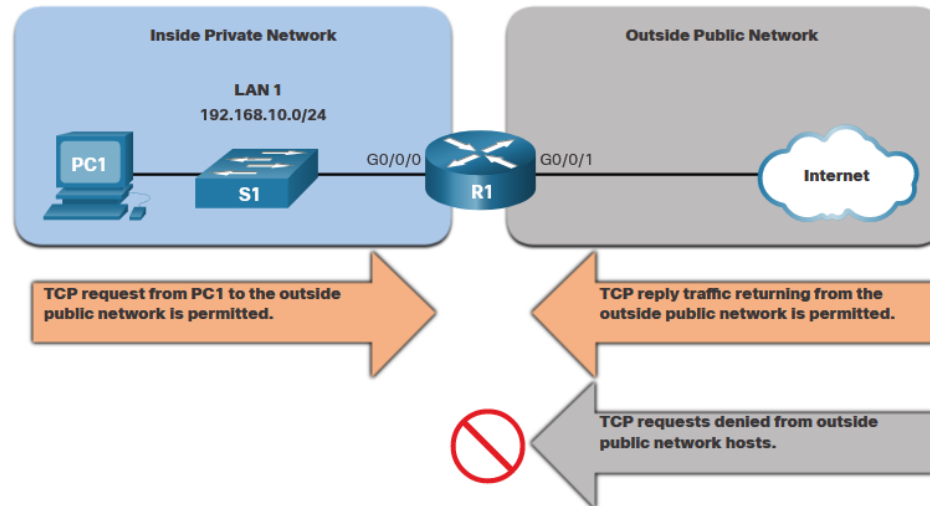 Inside Private Network
Outside Public Network
LAN 1
192.168.10.0/24
PC1
S1
G0/0/0
R1
G0/0/1
Internet
TCP request from PC1 to the outside
public network is permitted.
TCP reply traffic returning from the
outside public network is permitted.
TCP requests denied from outside
public network hosts.